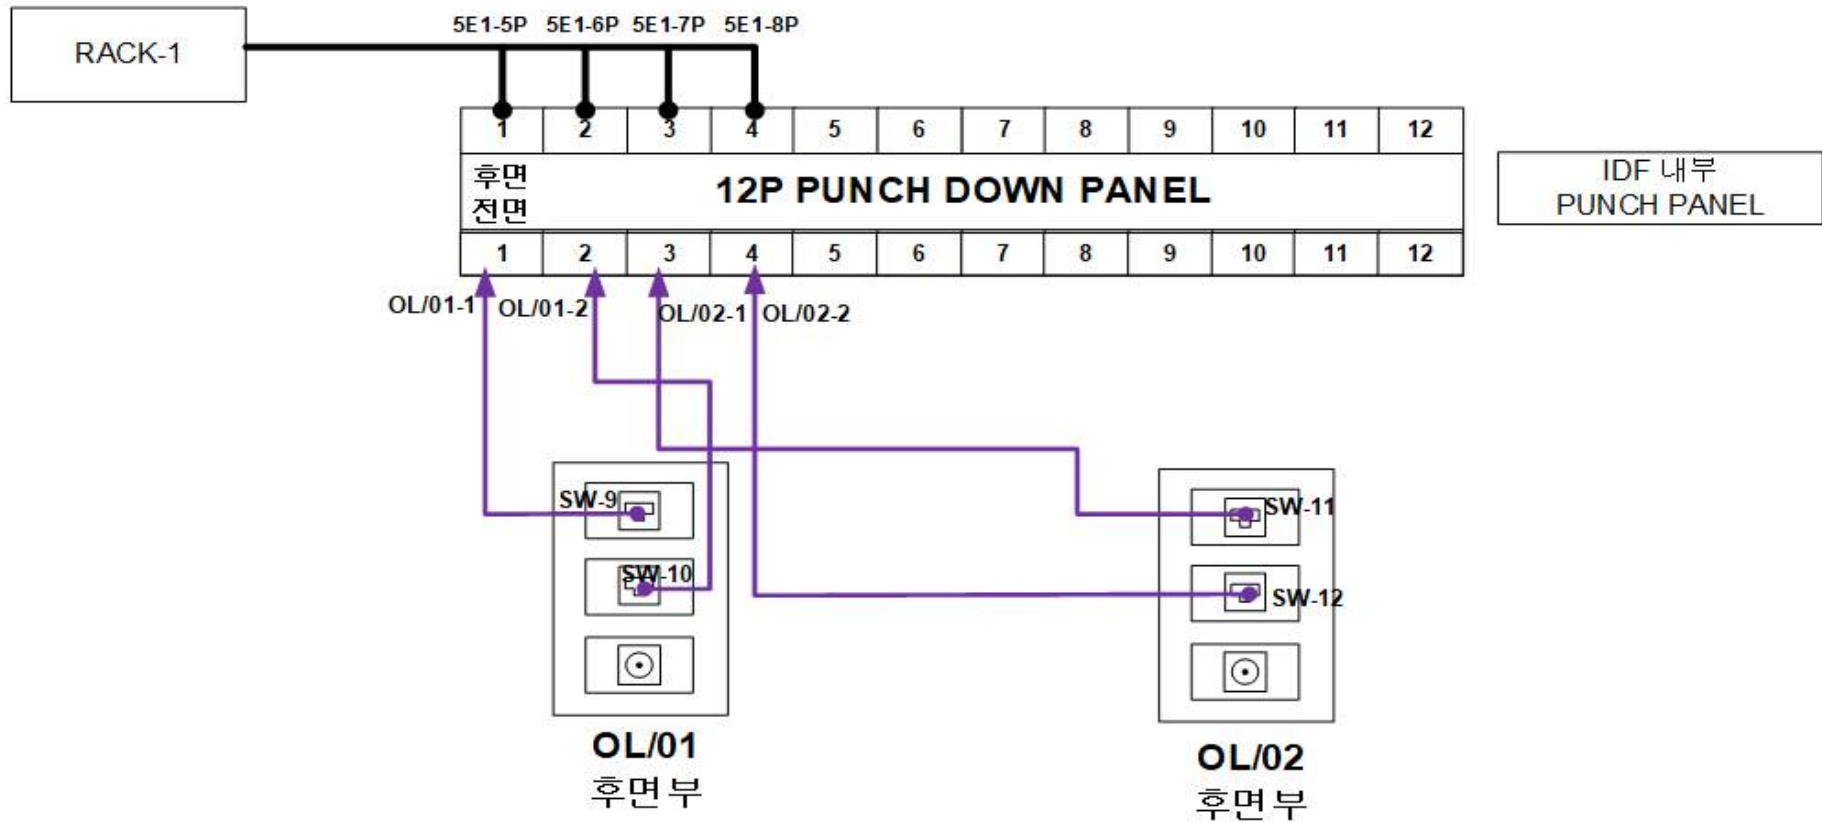 RACK-1
5E1-5P 5E1-6P 5E1-7P 5E1-8P
1 2 3 4 5 6 7 8 9 10 11 12
후면
전면
12P PUNCH DOWN PANEL
1 2 3 4 5 6 7 8 9 10 11 12
IDF 내부
PUNCH PANEL
OL/01-1 OL/01-2 OL/02-1 OL/02-2
SW-9
SW-10
SW-11
SW-12
OL/01
후면부
OL/02
후면부